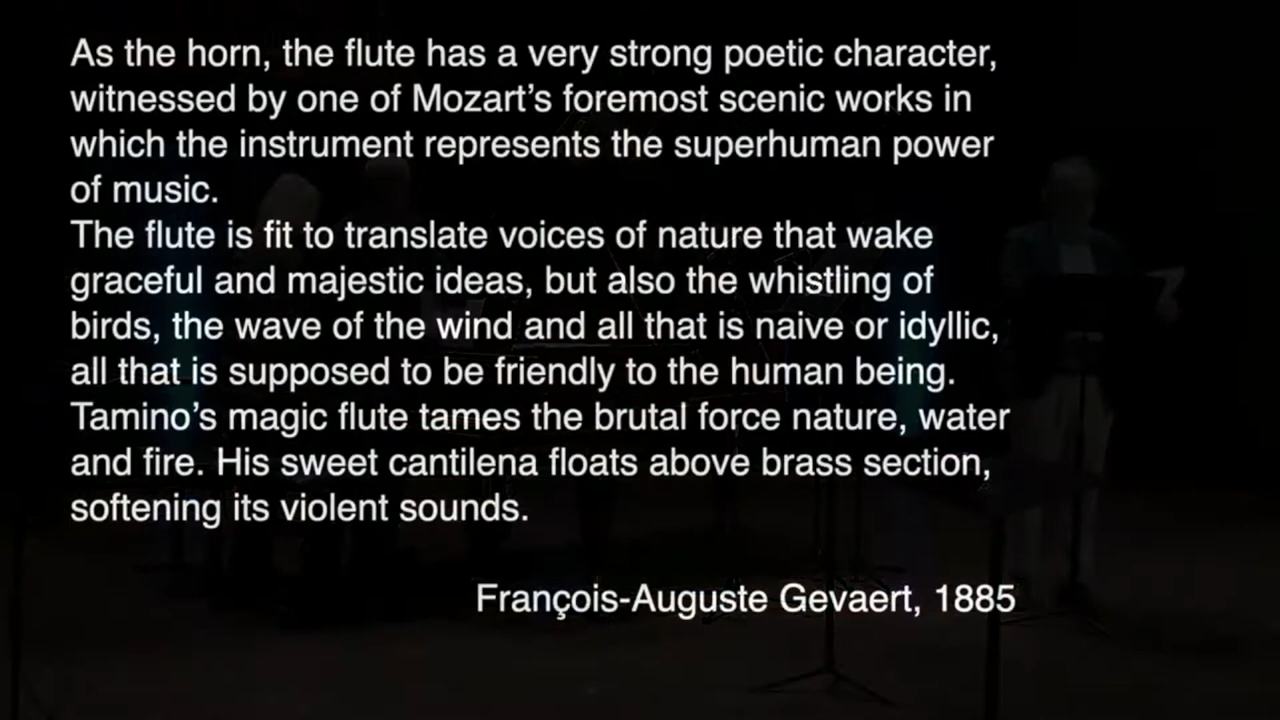 As the horn, the flute has a very strong poetic character,
witnessed by one of Mozart’s foremost scenic works in
which the instrument represents the superhuman power
of music.
The flute is fit to translate voices of nature that wake
graceful and majestic ideas, but also the whistling of
birds, the wave of the wind and all that is naive or idyllic,
all that is supposed to be friendly to the human being.
Tamino’s magic flute tames the brutal force nature, water
and fire. His sweet cantilena floats above brass section,
softening its violent sounds.
François-Auguste Gevaert, 1885